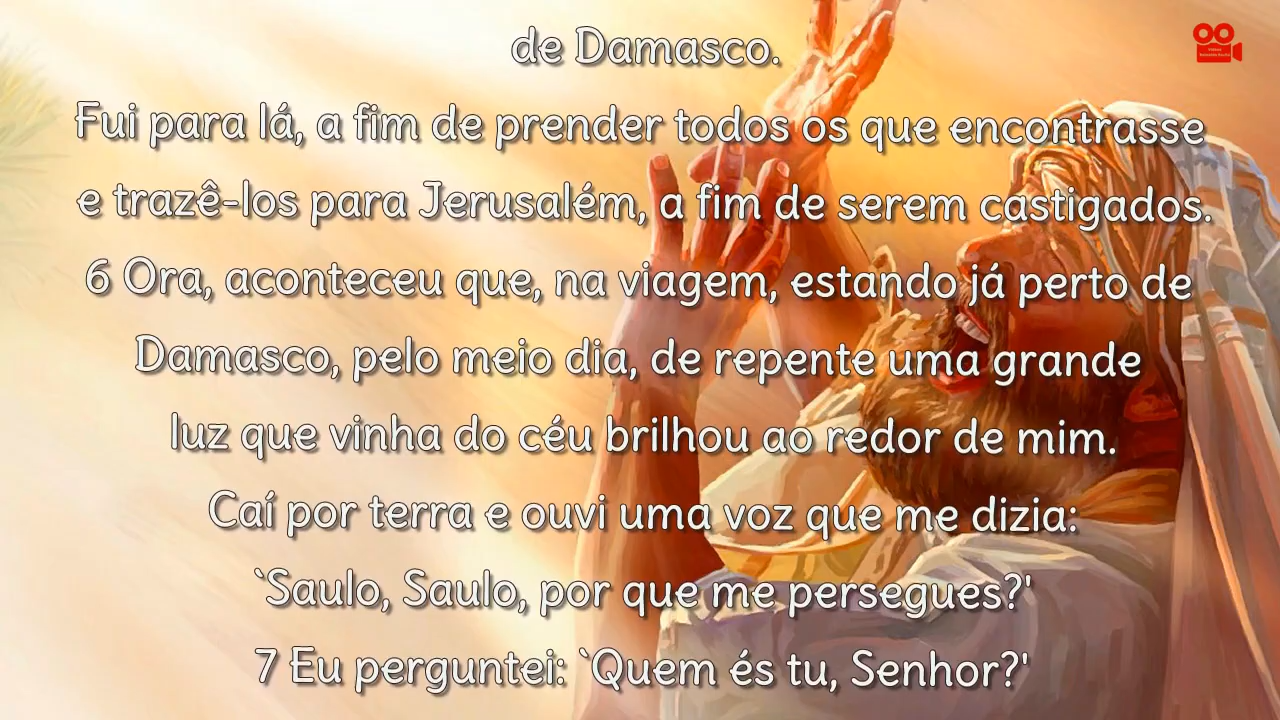 de Damasco.
Fui para lá, a fim de prender todos os que encontrasse
e trazê-los para Jerusalém, a fim de serem castigados.
6 Ora, aconteceu que, na viagem, estando já perto de
Damasco, pelo meio dia, de repente uma grande
luz que vinha do céu brilhou ao redor de mim.
Caí por terra e ouvi uma voz que me dizia:
`Saulo, Saulo, por que me persegues?'
7 Eu perguntei: `Quem és tu, Senhor?'